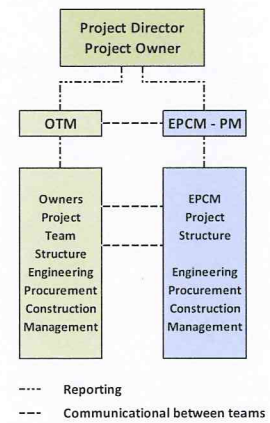 Project Director
Project Owner
OTM
EPCM - PM
Owners
Project
Team
Structure
Engineering
Procurement
Construction
Management
EPCM
Project
Structure
Engineering
Procurement
Construction
Management
Reporting
Communicational between teams